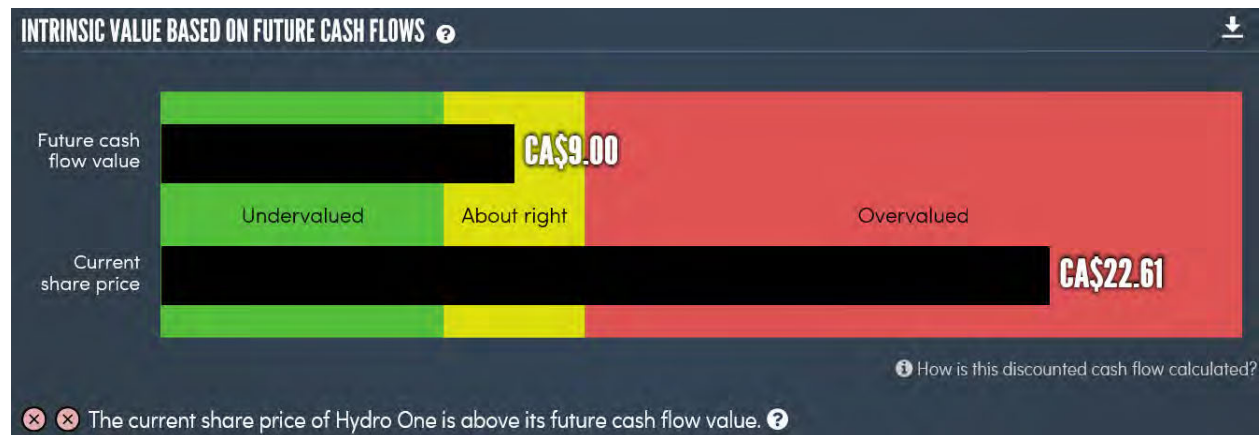 INTRINSIC VALUE BASED ON FUTURE CASH FLOWS ?
Future cash
flow value
CA$9.00
Undervalued
About right
Overvalued
Current
share price
CA$22.61
i How is this discounted cash flow calculated?
The current share price of Hydro One is above its future cash flow value. ?